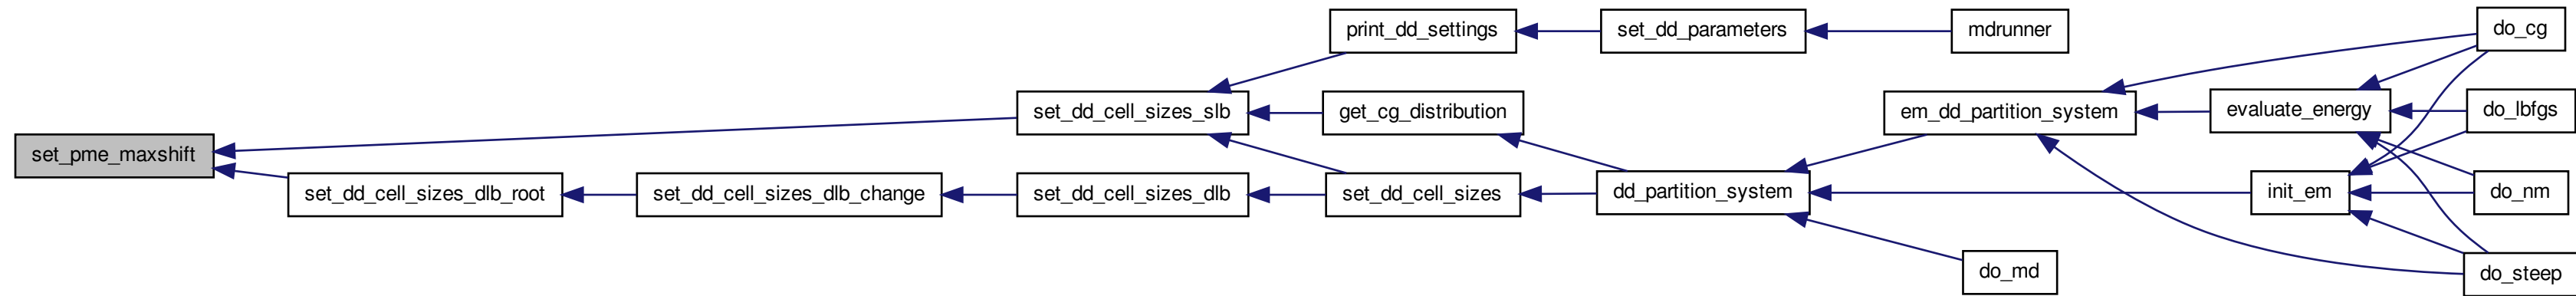 set_pme_maxshift
set_dd_cell_sizes_slb
print_dd_settings
set_dd_parameters
mdrunner
get_cg_distribution
dd_partition_system
em_dd_partition_system
do_cg
evaluate_energy
do_lbfgs
do_nm
do_steep
init_em
do_md
set_dd_cell_sizes
set_dd_cell_sizes_dlb_root
set_dd_cell_sizes_dlb_change
set_dd_cell_sizes_dlb